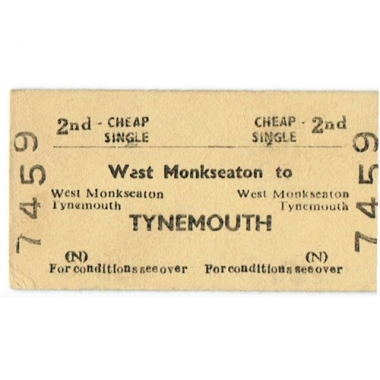 2nd - CHEAP SINGLE CHEAP - 2nd SINGLE
West Monkseaton to
West Monkseaton West Monkseaton
Tynemouth Tynemouth
TYNEMOUTH
(N) (N)
For conditions see over For conditions see over
7459
7459